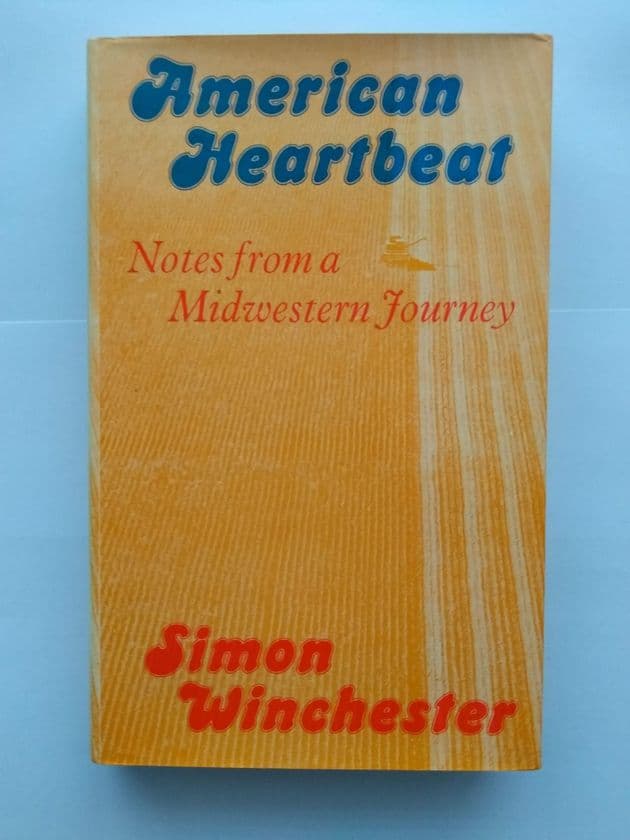 American
Heartbeat
Notes from a
Midwestern Journey
Simon
Winchester